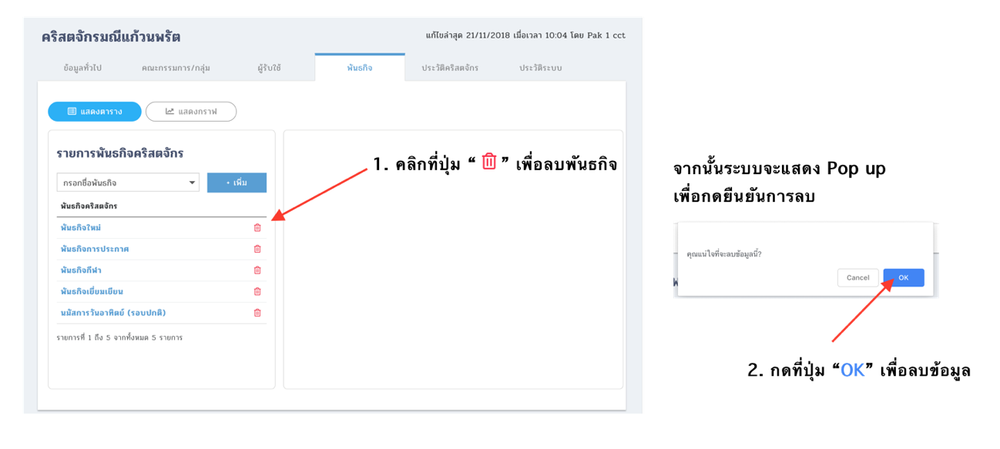 คริสตจักรมณีแก้วนพรัต
แก้ไขล่าสุด 21/11/2018 เมื่อเวลา 10:04 โดย Pak 1 cct
ข้อมูลทั่วไป คณะกรรมการ/กลุ่ม ผู้รับใช้ พันธกิจ ประวัติคริสตจักร ประวัติระบบ
แสดงตาราง แสดงกราฟ
รายการพันธกิจคริสตจักร
กรอกชื่อพันธกิจ + เพิ่ม
พันธกิจคริสตจักร
พันธกิจใหม่
พันธกิจการประกาศ
พันธกิจกีฬา
พันธกิจเยี่ยมเยียน
นมัสการวันอาทิตย์ (รอบปกติ)
รายการที่ 1 ถึง 5 จากทั้งหมด 5 รายการ
1. คลิกที่ปุ่ม “ ” เพื่อลบพันธกิจ
จากนั้นระบบจะแสดง Pop up
เพื่อกดยืนยันการลบ
คุณแน่ใจที่จะลบข้อมูลนี้?
Cancel OK
2. กดที่ปุ่ม “OK” เพื่อลบข้อมูล